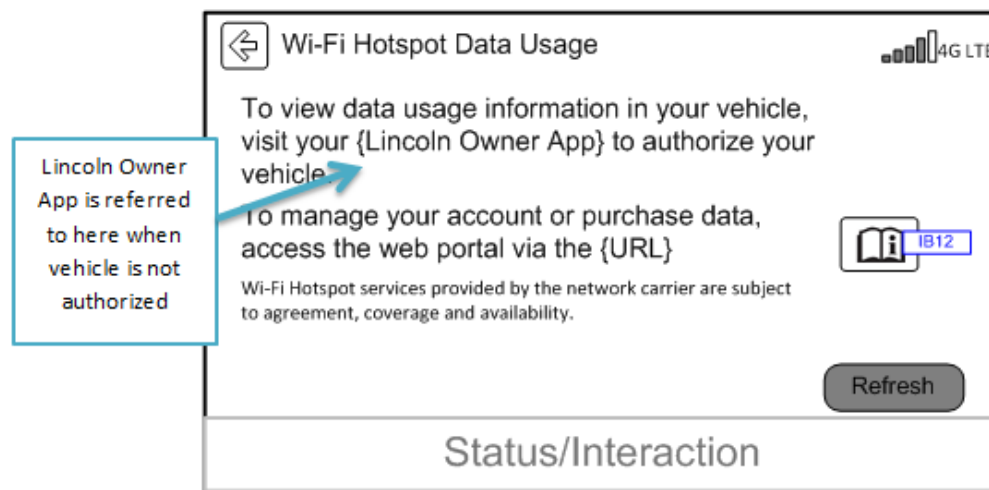 Wi-Fi Hotspot Data Usage
4G LTE
To view data usage information in your vehicle,
visit your {Lincoln Owner App} to authorize your
vehicle.
Lincoln Owner
App is referred
to here when
vehicle is not
authorized
To manage your account or purchase data,
access the web portal via the {URL}
i
IB12
Wi-Fi Hotspot services provided by the network carrier are subject
to agreement, coverage and availability.
Refresh
Status/Interaction